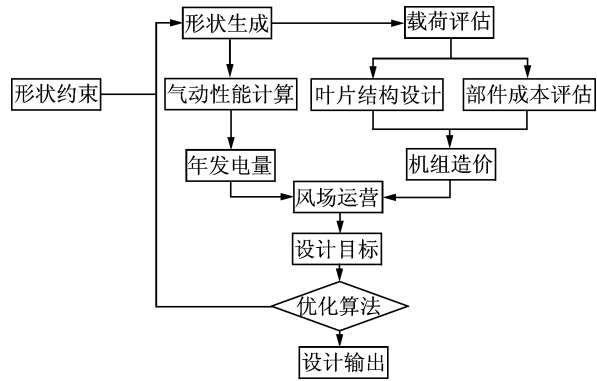 形状生成
载荷评估
形状约束
气动性能计算
叶片结构设计
部件成本评估
年发电量
机组造价
风场运营
设计目标
优化算法
设计输出